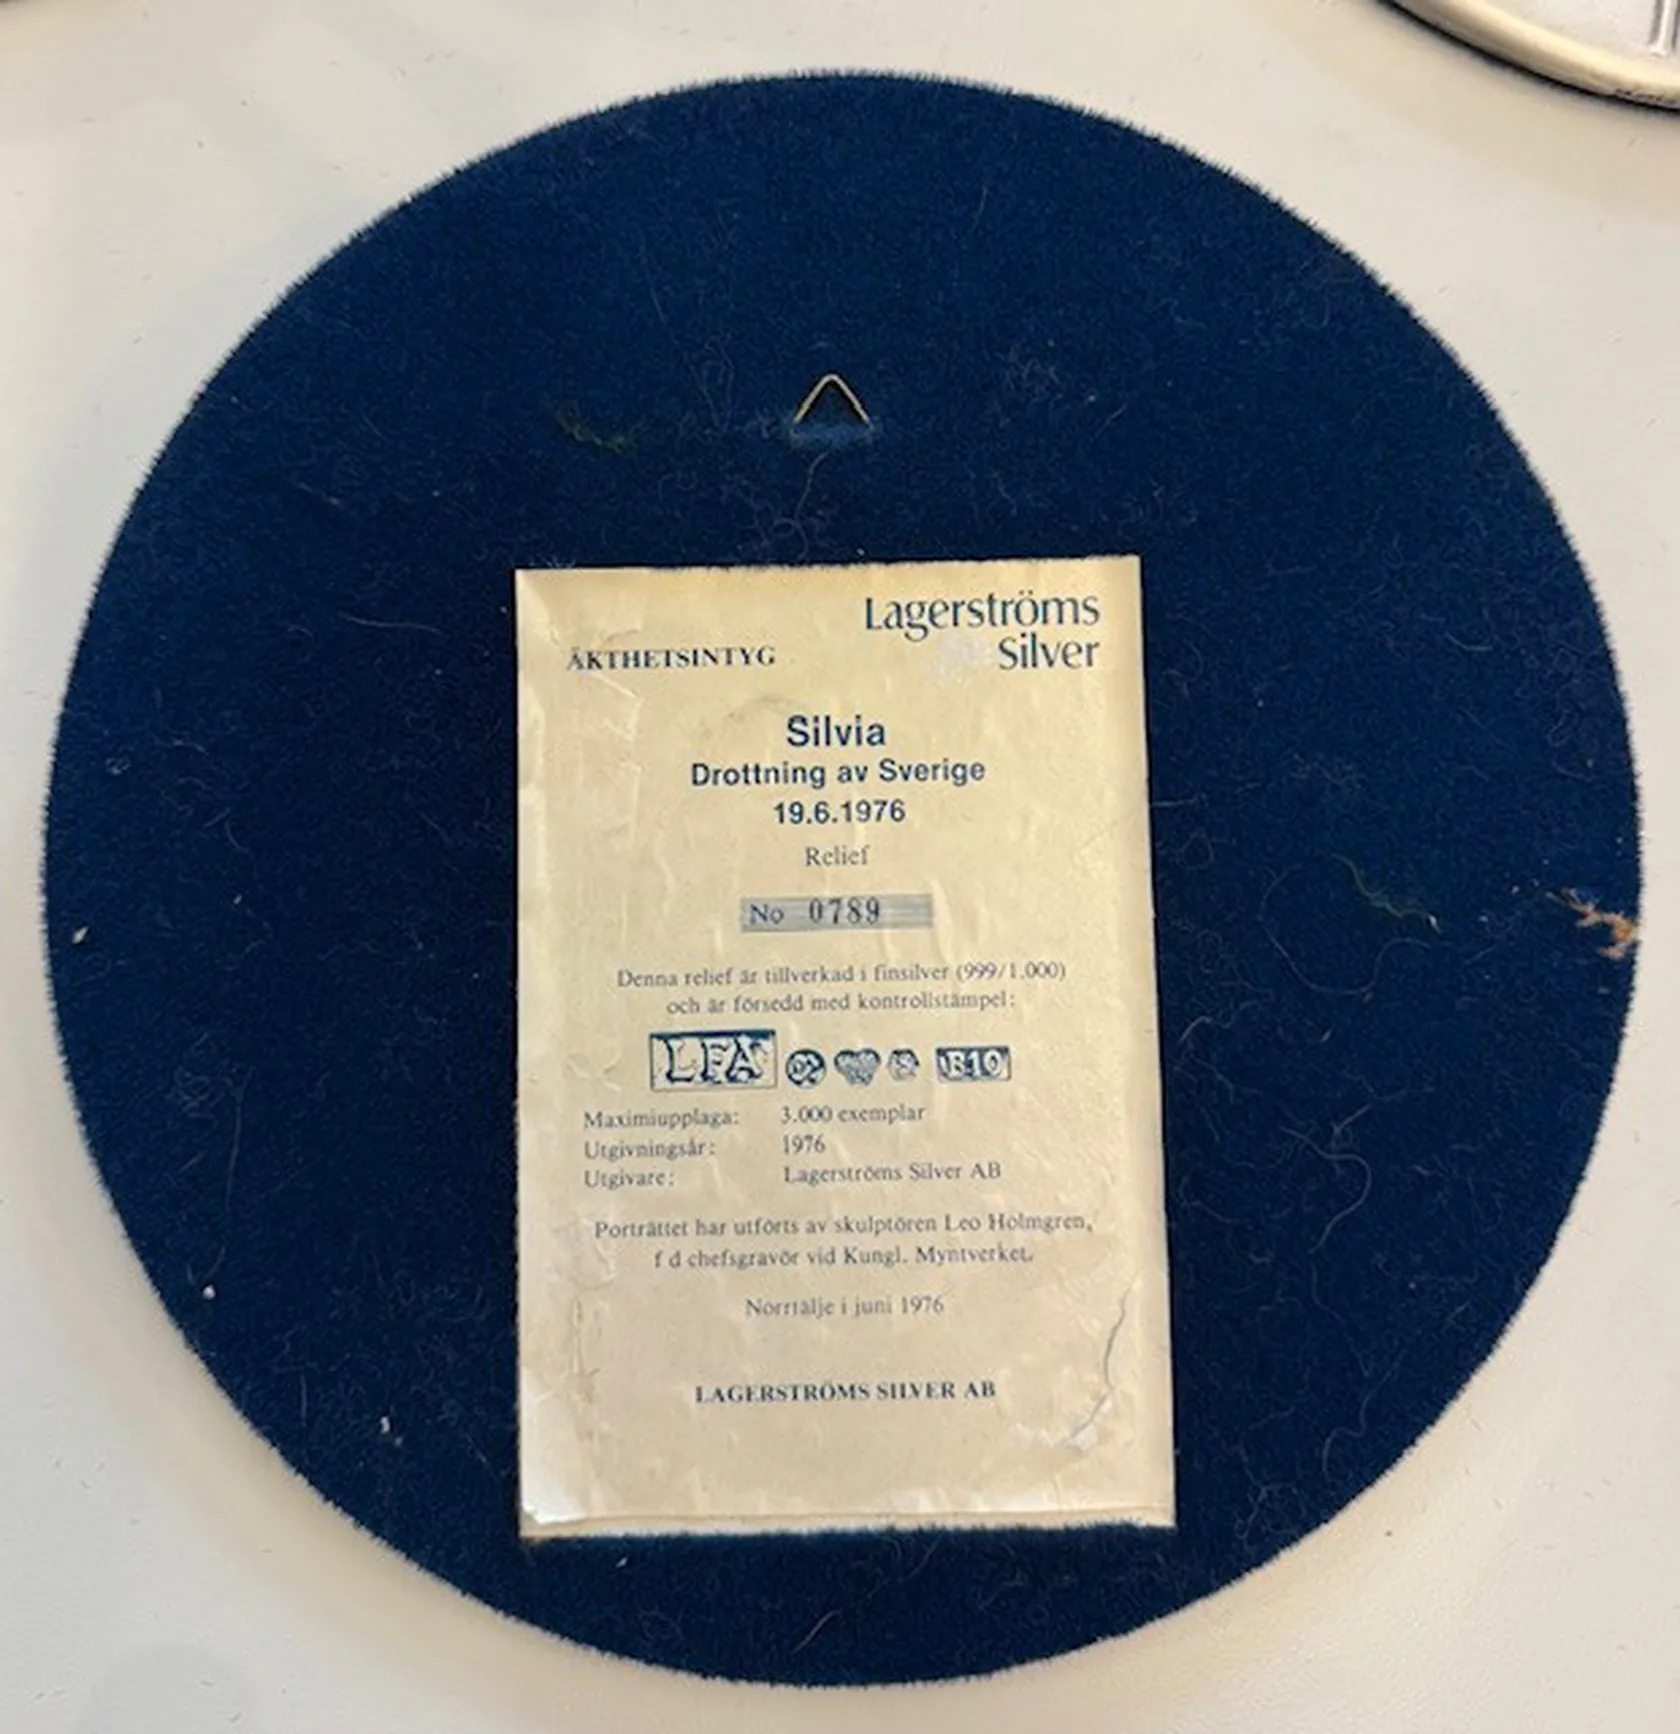 Lagerströms
Silver
ÄKTHETSINTYG
Silvia
Drottning av Sverige
19.6.1976
Relief
No 0789
Denna relief är tillverkad i finsilver (999/1.000)
och är försedd med kontrollstämpel:
LFA S B10
Maximiupplaga: 3.000 exemplar
Utgivningsår: 1976
Utgivare: Lagerströms Silver AB
Porträttet har utförts av skulptören Leo Holmgren,
f d chefsgravör vid Kungl. Myntverket.
Norrtälje i juni 1976
LAGERSTRÖMS SILVER AB